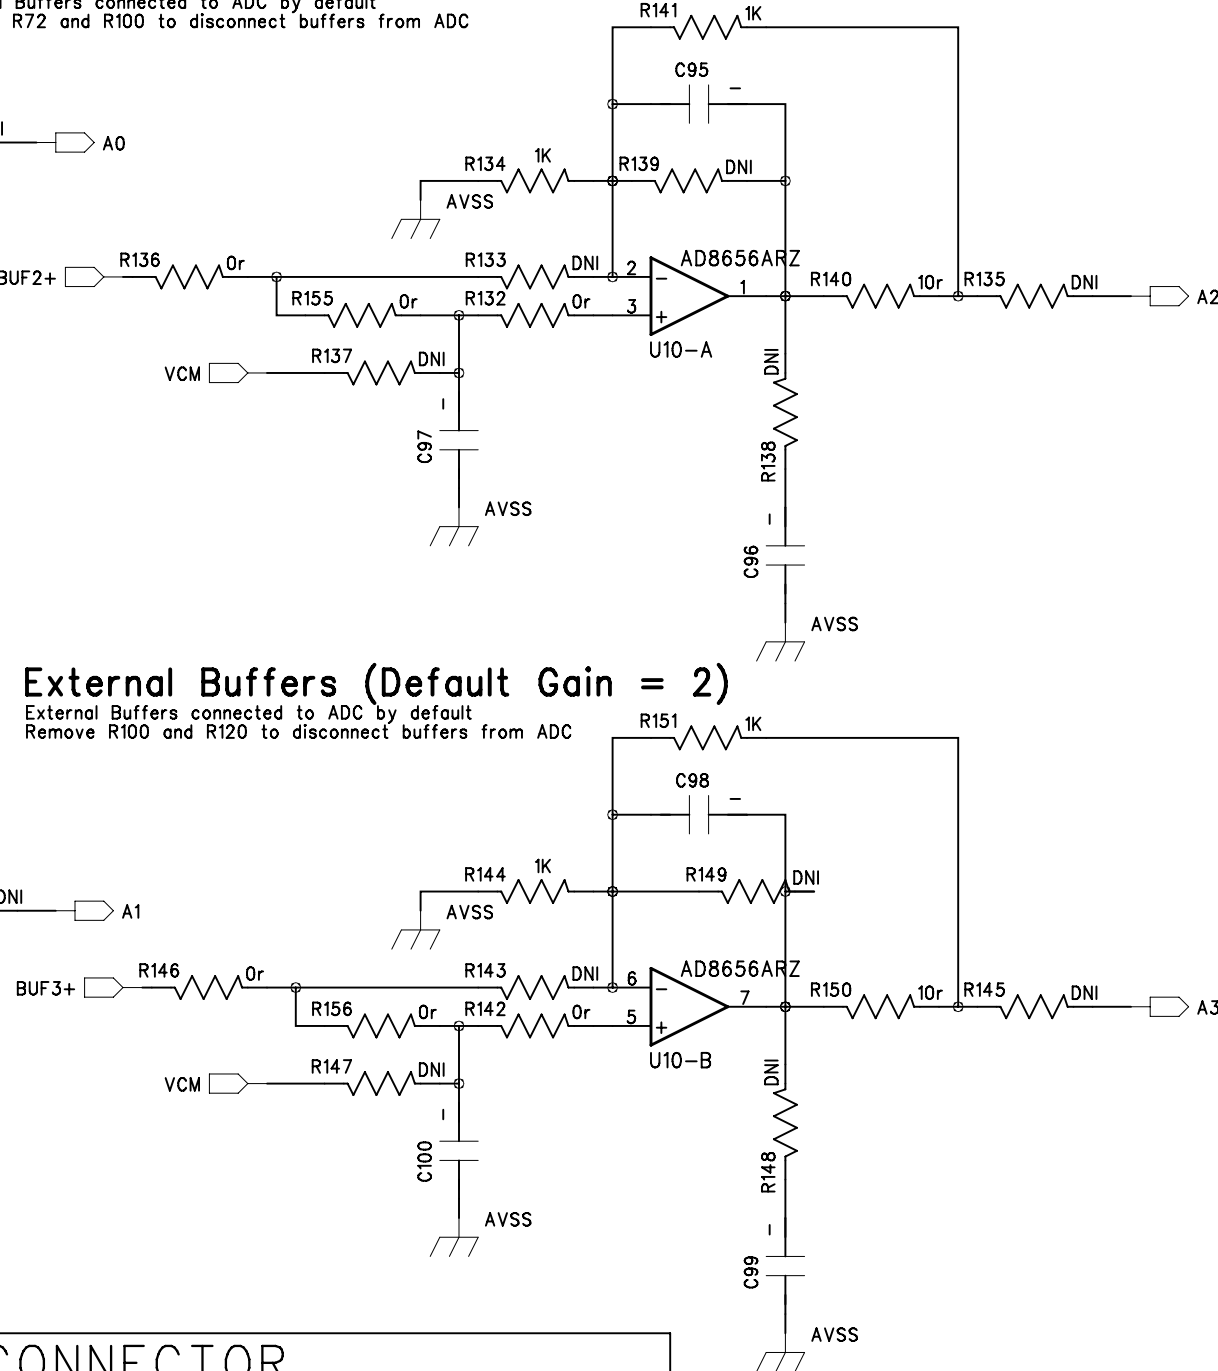 Buffers connected to ADC by default
R72 and R100 to disconnect buffers from ADC
R141 1K
C95 –
A0
R134 1K
R139 DNI
AVSS
BUF2+
R136 0r
R133 DNI
2
–
AD8656ARZ
1
R140 10r
R135 DNI
A2
R155 0r
R132 0r
3
+
U10-A
VCM
R137 DNI
–
C97
AVSS
DNI
R138
–
C96
AVSS
External Buffers (Default Gain = 2)
External Buffers connected to ADC by default
Remove R100 and R120 to disconnect buffers from ADC
R151 1K
C98 –
R144 1K
R149 DNI
DNI
A1
AVSS
BUF3+
R146 0r
R143 DNI
6
–
AD8656ARZ
7
R150 10r
R145 DNI
A3
R156 0r
R142 0r
5
+
U10-B
VCM
R147 DNI
–
C100
AVSS
DNI
R148
–
C99
AVSS
CONNECTOR